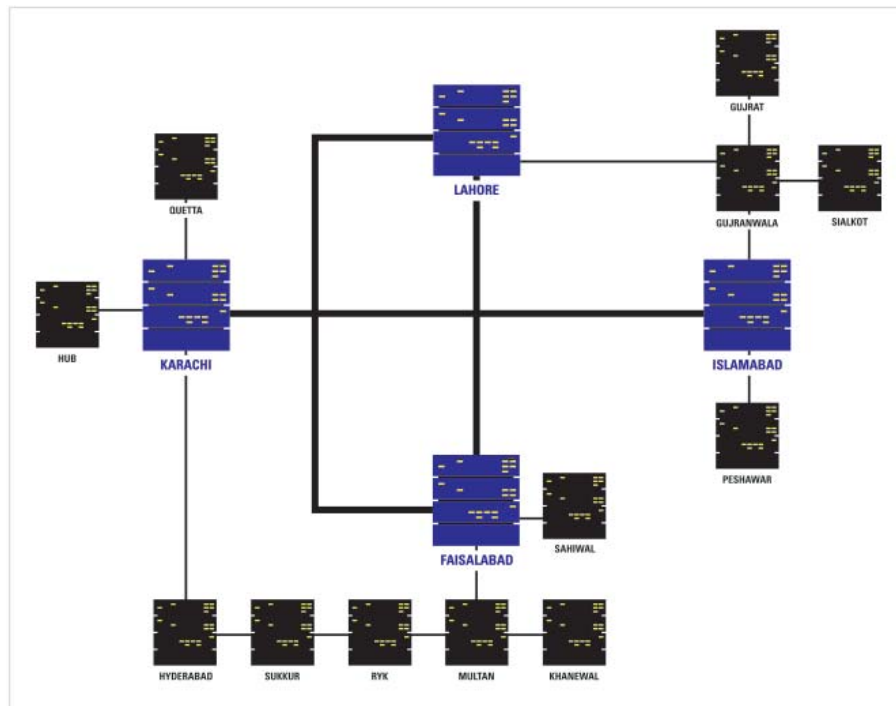 GUJRAT
LAHORE
QUETTA
GUJRANWALA
SIALKOT
HUB
KARACHI
ISLAMABAD
PESHAWAR
SAHIWAL
FAISALABAD
HYDERABAD
SUKKUR
RYK
MULTAN
KHANEWAL